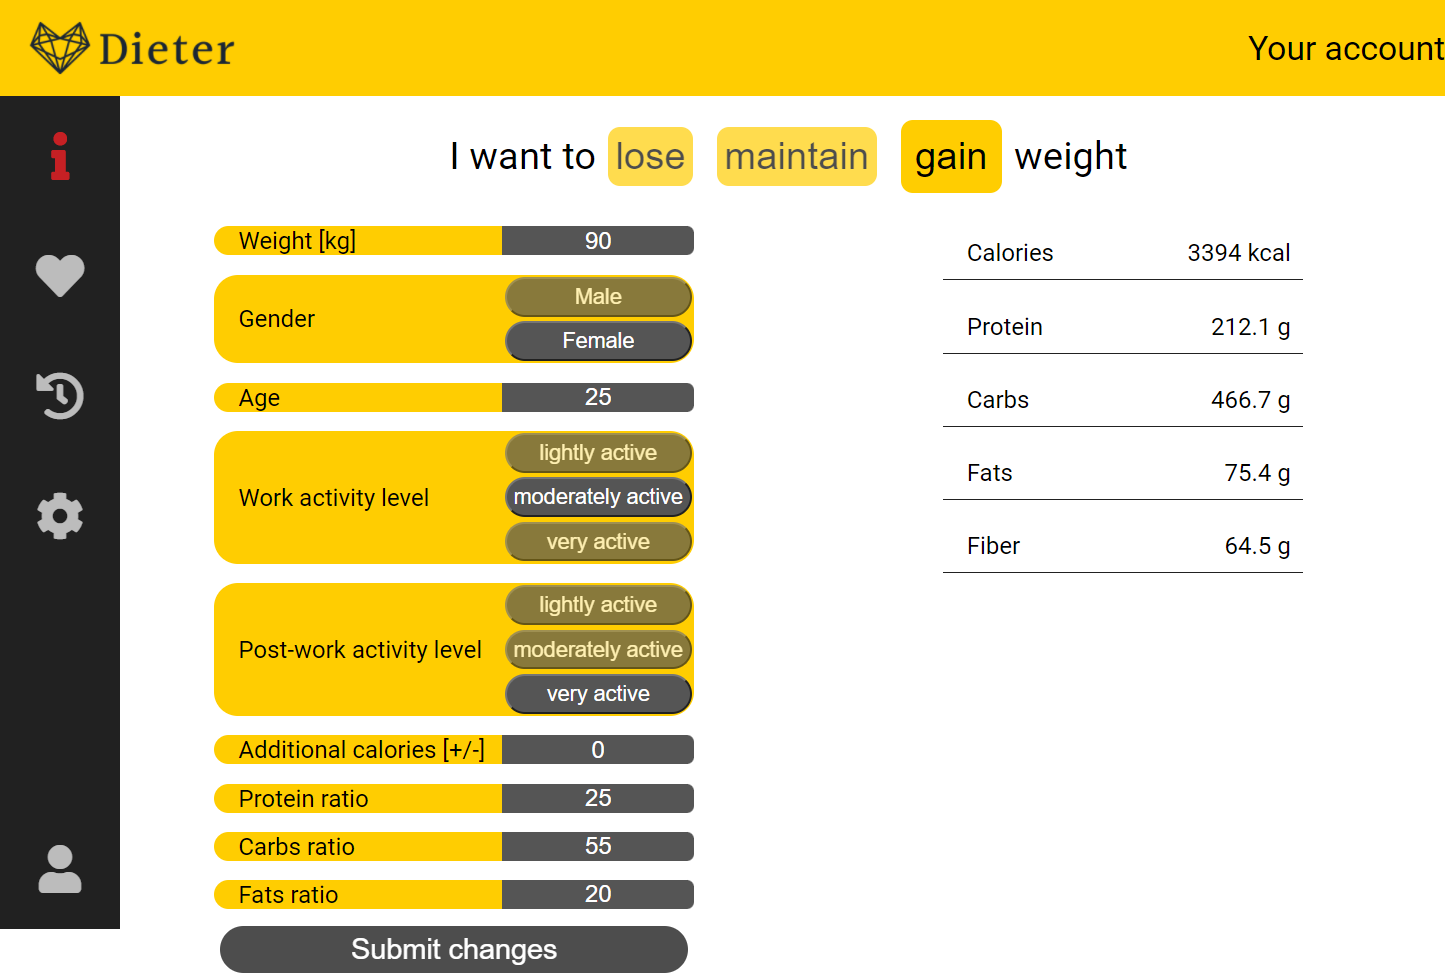 Dieter
Your account
I want to lose maintain gain weight
Weight [kg] 90
Gender
Male
Female
Age 25
Work activity level
lightly active
moderately active
very active
Post-work activity level
lightly active
moderately active
very active
Additional calories [+/-] 0
Protein ratio 25
Carbs ratio 55
Fats ratio 20
Submit changes
Calories 3394 kcal
Protein 212.1 g
Carbs 466.7 g
Fats 75.4 g
Fiber 64.5 g